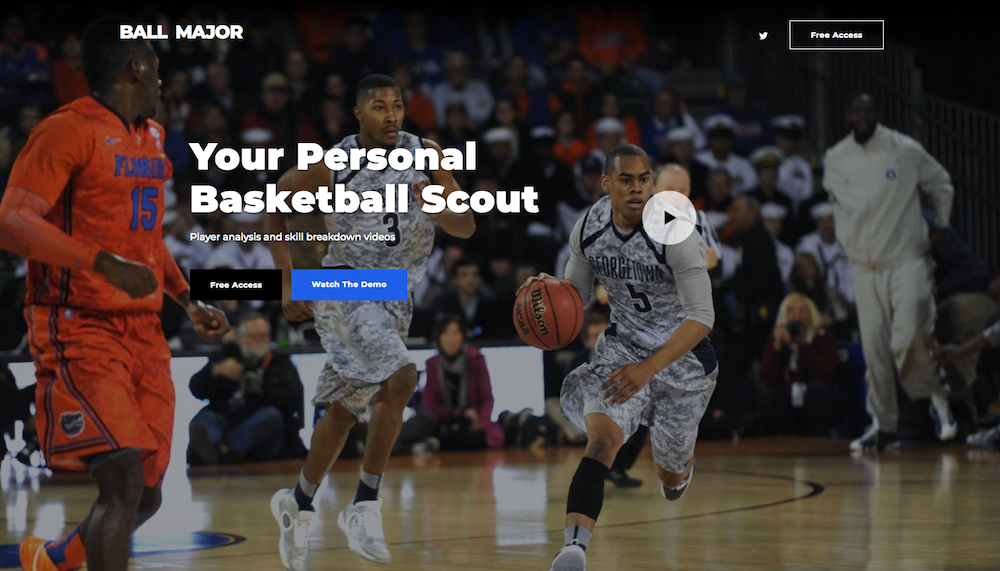 BALL MAJOR
Free Access
Your Personal
Basketball Scout
Player analysis and skill breakdown videos
Free Access
Watch The Demo
FLORIDA
15
3
GEORGETOWN
5
Wilson
NCAA